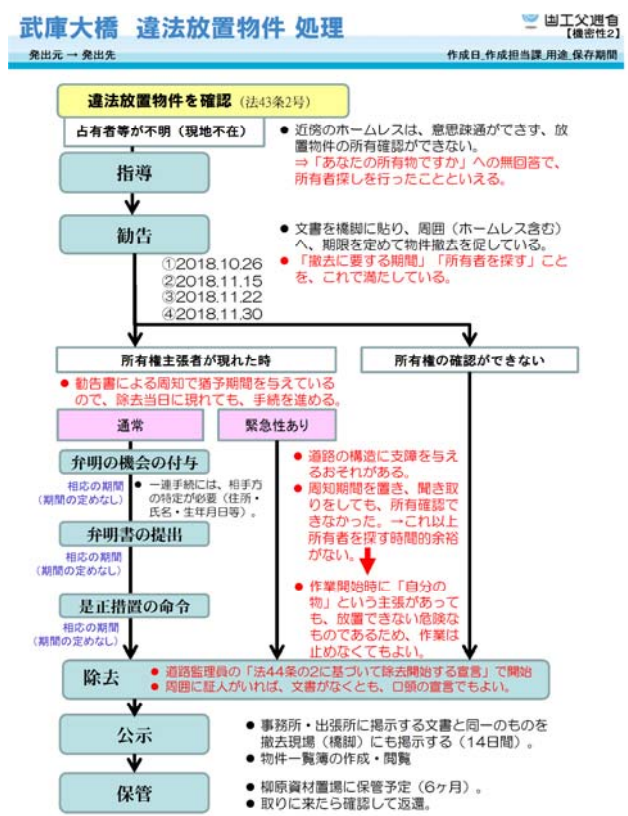 武庫大橋 違法放置物件 処理
国土交通省
【機密性2】
発出元 → 発出先
作成日_作成担当課_用途_保存期間
違法放置物件を確認（法43条2号）
占有者等が不明（現地不在）
指導
● 近傍のホームレスは、意思疎通ができず、放
置物件の所有確認ができない。
⇒「あなたの所有物ですか」への無回答で、
所有者探しを行ったことといえる。
勧告
● 文書を橋脚に貼り、周囲（ホームレス含む）
へ、期限を定めて物件撤去を促している。
● 「撤去に要する期間」「所有者を探す」こと
を、これで満たしている。
①2018.10.26
②2018.11.15
③2018.11.22
④2018.11.30
所有権主張者が現れた時
所有権の確認ができない
● 勧告書による周知で猶予期間を与えている
ので、除去当日に現れても、手続を進める。
通常
緊急性あり
弁明の機会の付与
相応の期間
（期間の定めなし）
● 一連手続には、相手方
の特定が必要（住所・
氏名・生年月日等）。
弁明書の提出
相応の期間
（期間の定めなし）
是正措置の命令
相応の期間
（期間の定めなし）
● 道路の構造に支障を与え
るおそれがある。
● 周知期間を置き、聞き取
りをしても、所有確認で
きなかった。→これ以上
所有者を探す時間的余裕
がない。
● 作業開始時に「自分の
物」という主張があって
も、放置できない危険な
ものであるため、作業は
止めなくてもよい。
除去
● 道路監理員の「法44条の2に基づいて除去開始する宣言」で開始
● 周囲に証人がいれば、文書がなくとも、口頭の宣言でもよい。
公示
● 事務所・出張所に掲示する文書と同一のものを
撤去現場（橋脚）にも掲示する（14日間）。
● 物件一覧簿の作成・閲覧
保管
● 柳原資材置場に保管予定（6ヶ月）。
● 取りに来たら確認して返還。